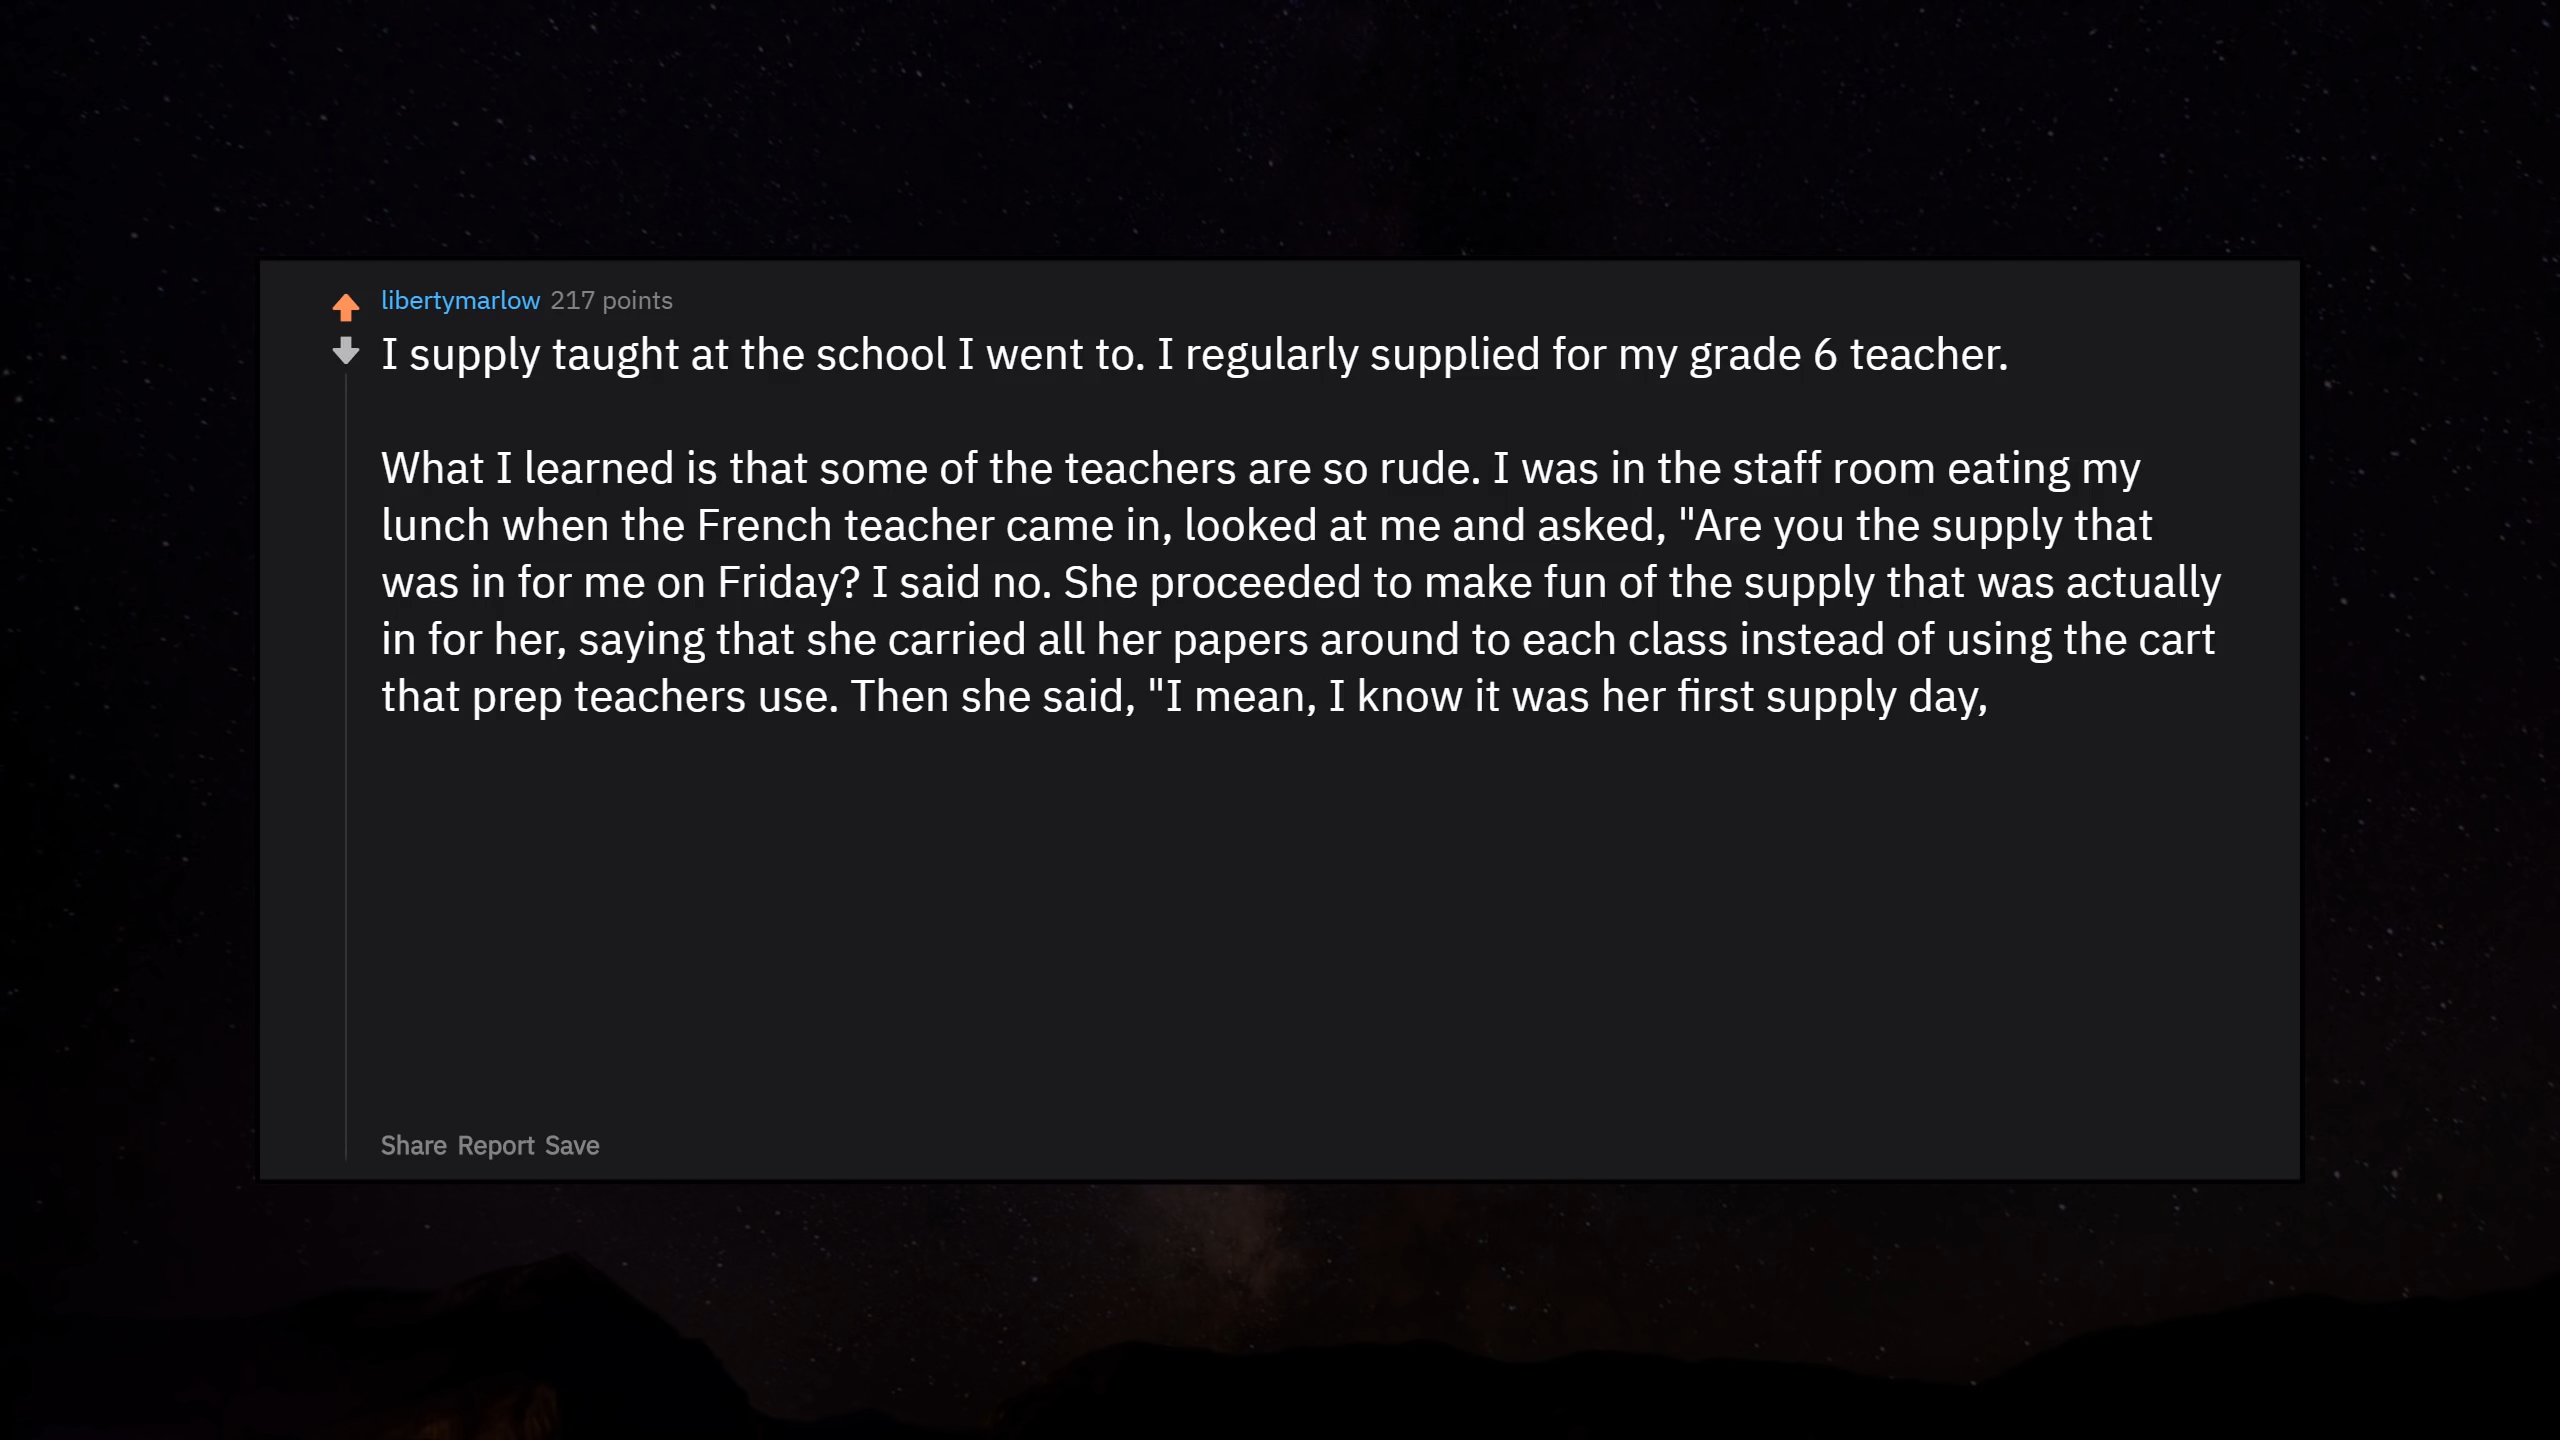 libertymarlow 217 points
I supply taught at the school I went to. I regularly supplied for my grade 6 teacher.
What I learned is that some of the teachers are so rude. I was in the staff room eating my
lunch when the French teacher came in, looked at me and asked, "Are you the supply that
was in for me on Friday? I said no. She proceeded to make fun of the supply that was actually
in for her, saying that she carried all her papers around to each class instead of using the cart
that prep teachers use. Then she said, "I mean, I know it was her first supply day,
Share Report Save